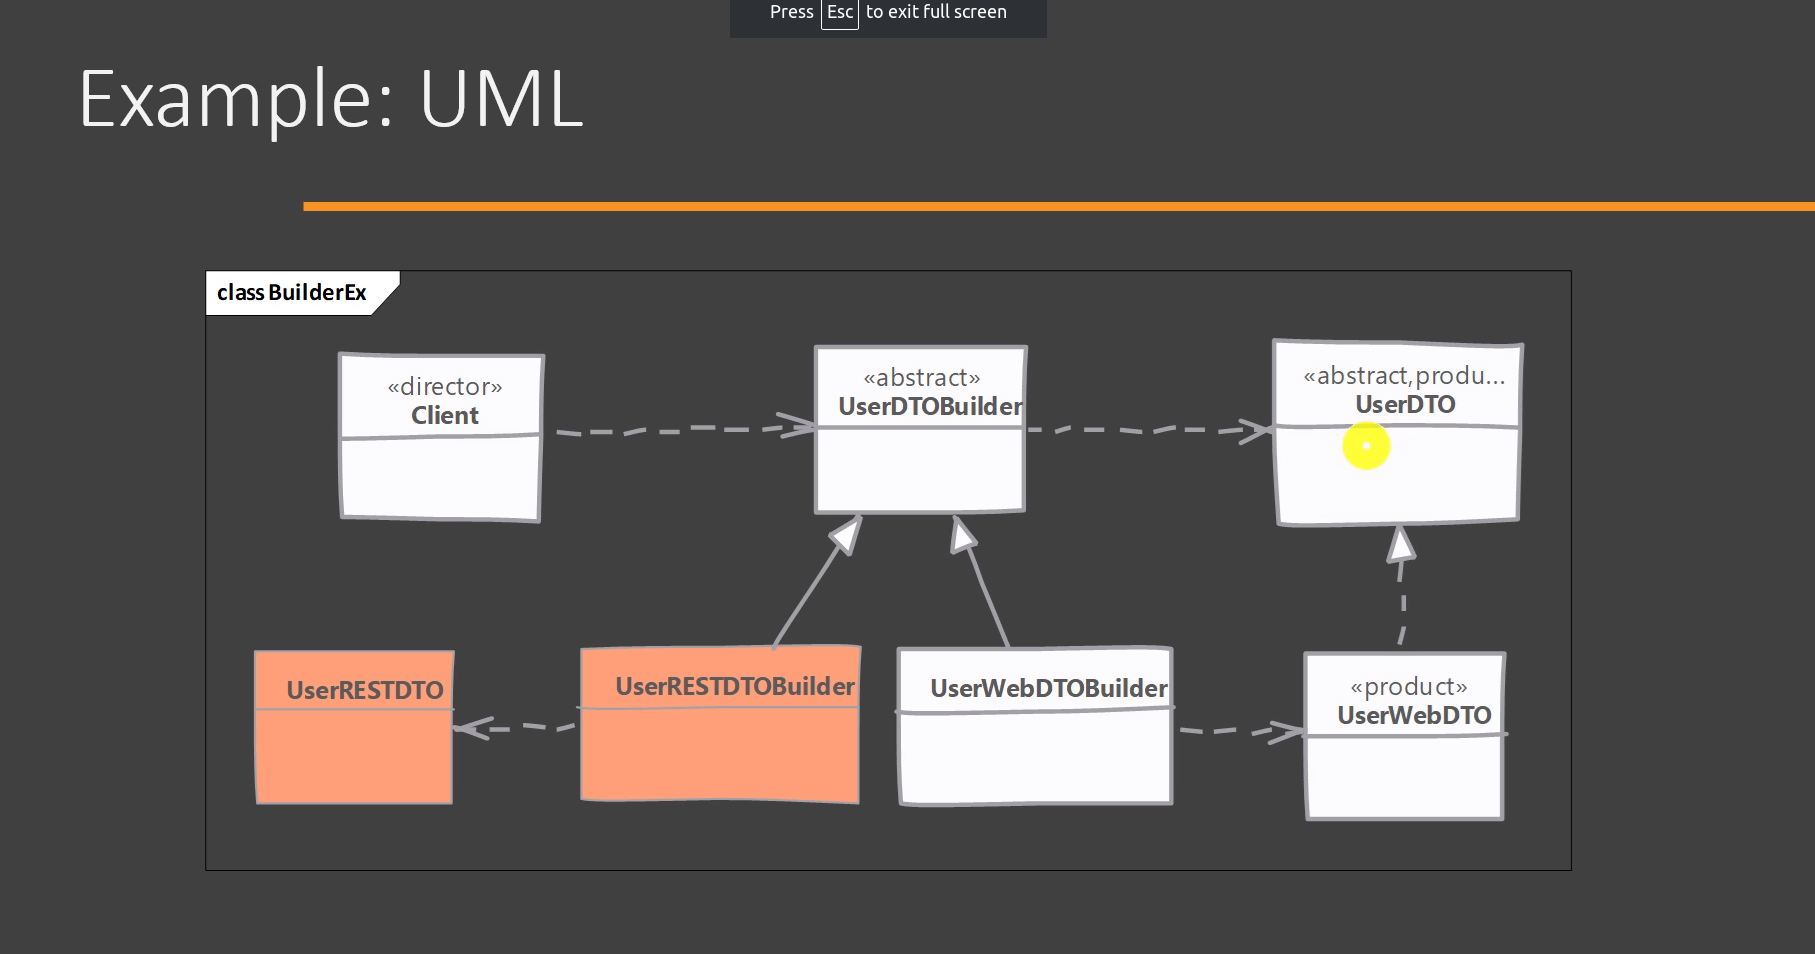 Press Esc to exit full screen
Example: UML
class BuilderEx
«director»
Client
«abstract»
UserDTOBuilder
«abstract,produ...
UserDTO
UserRESTDTO
UserRESTDTOBuilder
UserWebDTOBuilder
«product»
UserWebDTO